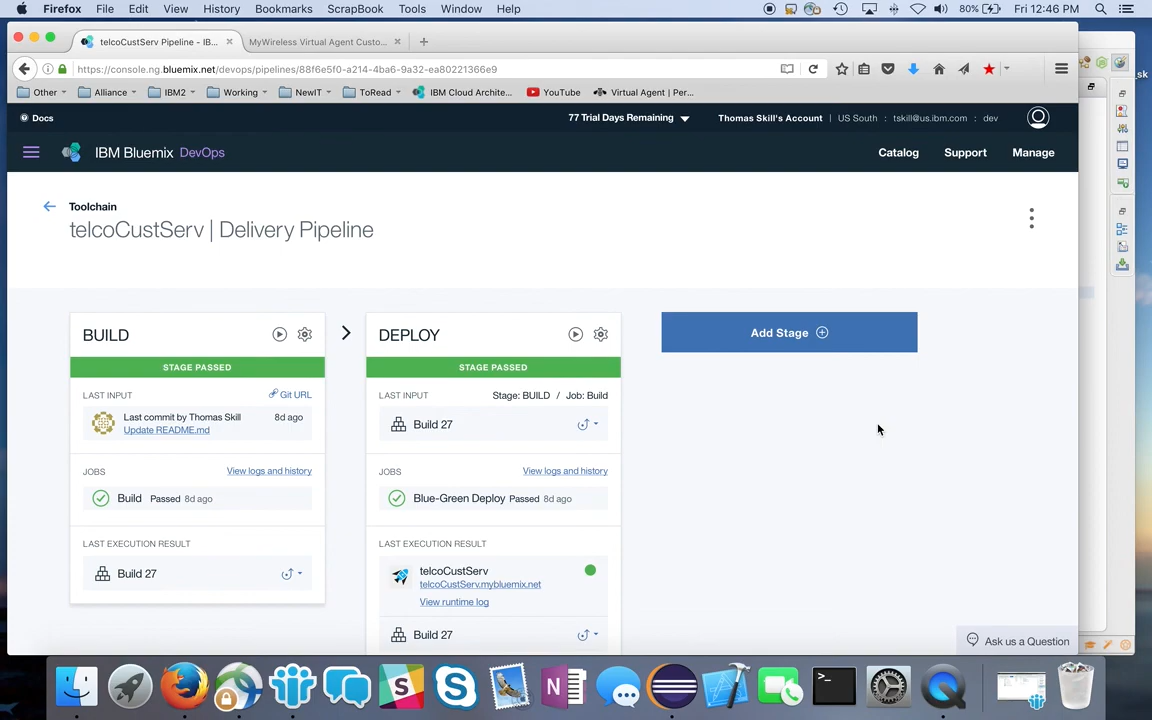 Firefox File Edit View History Bookmarks ScrapBook Tools Window Help 80% Fri 12:46 PM
telcoCustServ Pipeline - IB... MyWireless Virtual Agent Custo...
https://console.ng.bluemix.net/devops/pipelines/88f6e5f0-a214-4ba6-9a32-ea80221366e9
Other Alliance IBM2 Working NewIT ToRead IBM Cloud Archite... YouTube Virtual Agent | Per...
_sk
Docs 77 Trial Days Remaining Thomas Skill's Account | US South : tskill@us.ibm.com : dev
IBM Bluemix DevOps Catalog Support Manage
Toolchain
telcoCustServ | Delivery Pipeline
BUILD
STAGE PASSED
LAST INPUT Git URL
Last commit by Thomas Skill 8d ago
Update README.md
JOBS View logs and history
Build Passed 8d ago
LAST EXECUTION RESULT
Build 27
DEPLOY
STAGE PASSED
LAST INPUT Stage: BUILD / Job: Build
Build 27
JOBS View logs and history
Blue-Green Deploy Passed 8d ago
LAST EXECUTION RESULT
telcoCustServ
telcoCustServ.mybluemix.net
View runtime log
Build 27
Add Stage
Ask us a Question